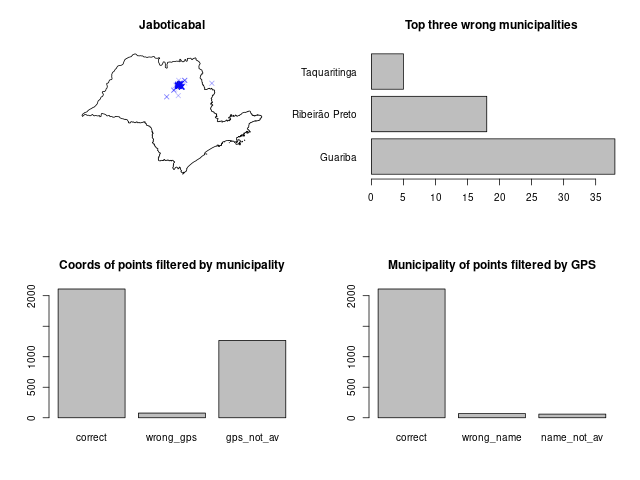 Jaboticabal
Top three wrong municipalities
Taquaritinga
Ribeirão Preto
Guariba
0 5 10 15 20 25 30 35
Coords of points filtered by municipality
2000
1000
500
0
correct wrong_gps gps_not_av
Municipality of points filtered by GPS
2000
1000
500
0
correct wrong_name name_not_av